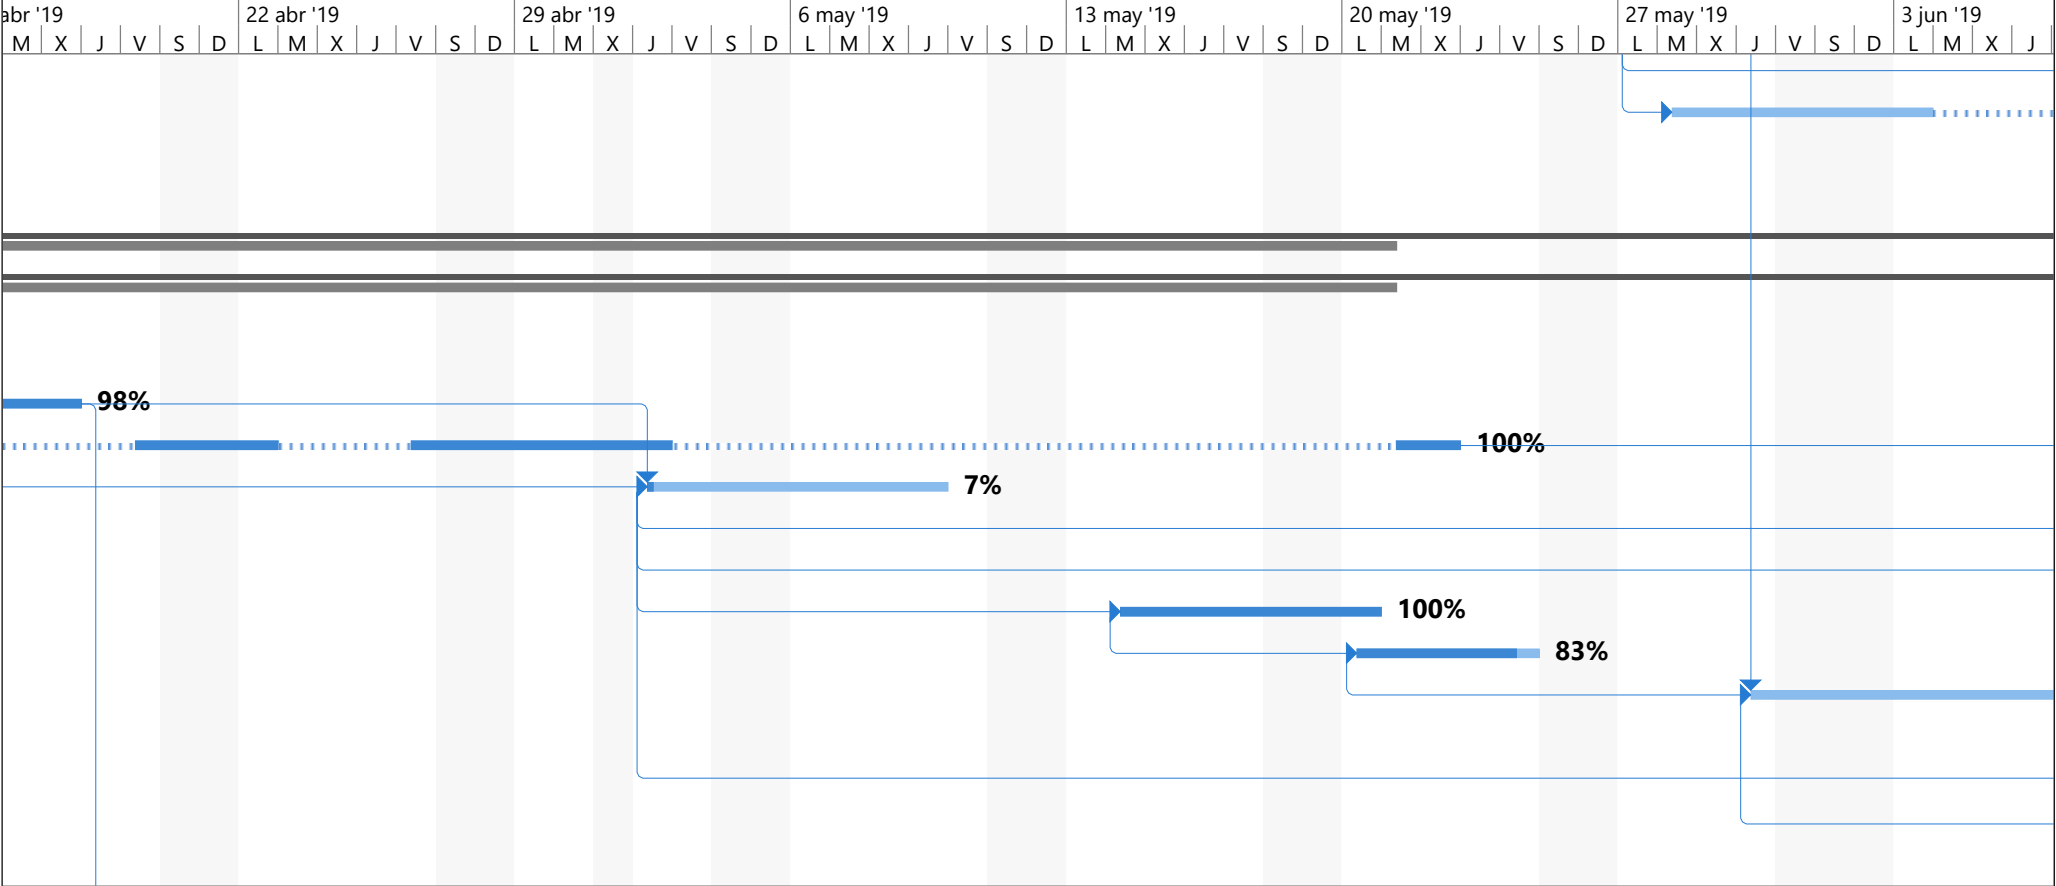 abr '19 22 abr '19 29 abr '19 6 may '19 13 may '19 20 may '19 27 may '19 3 jun '19
M X J V S D L M X J V S D L M X J V S D L M X J V S D L M X J V S D L M X J V S D L M X J V S D L M X J
98%
100%
7%
100%
83%